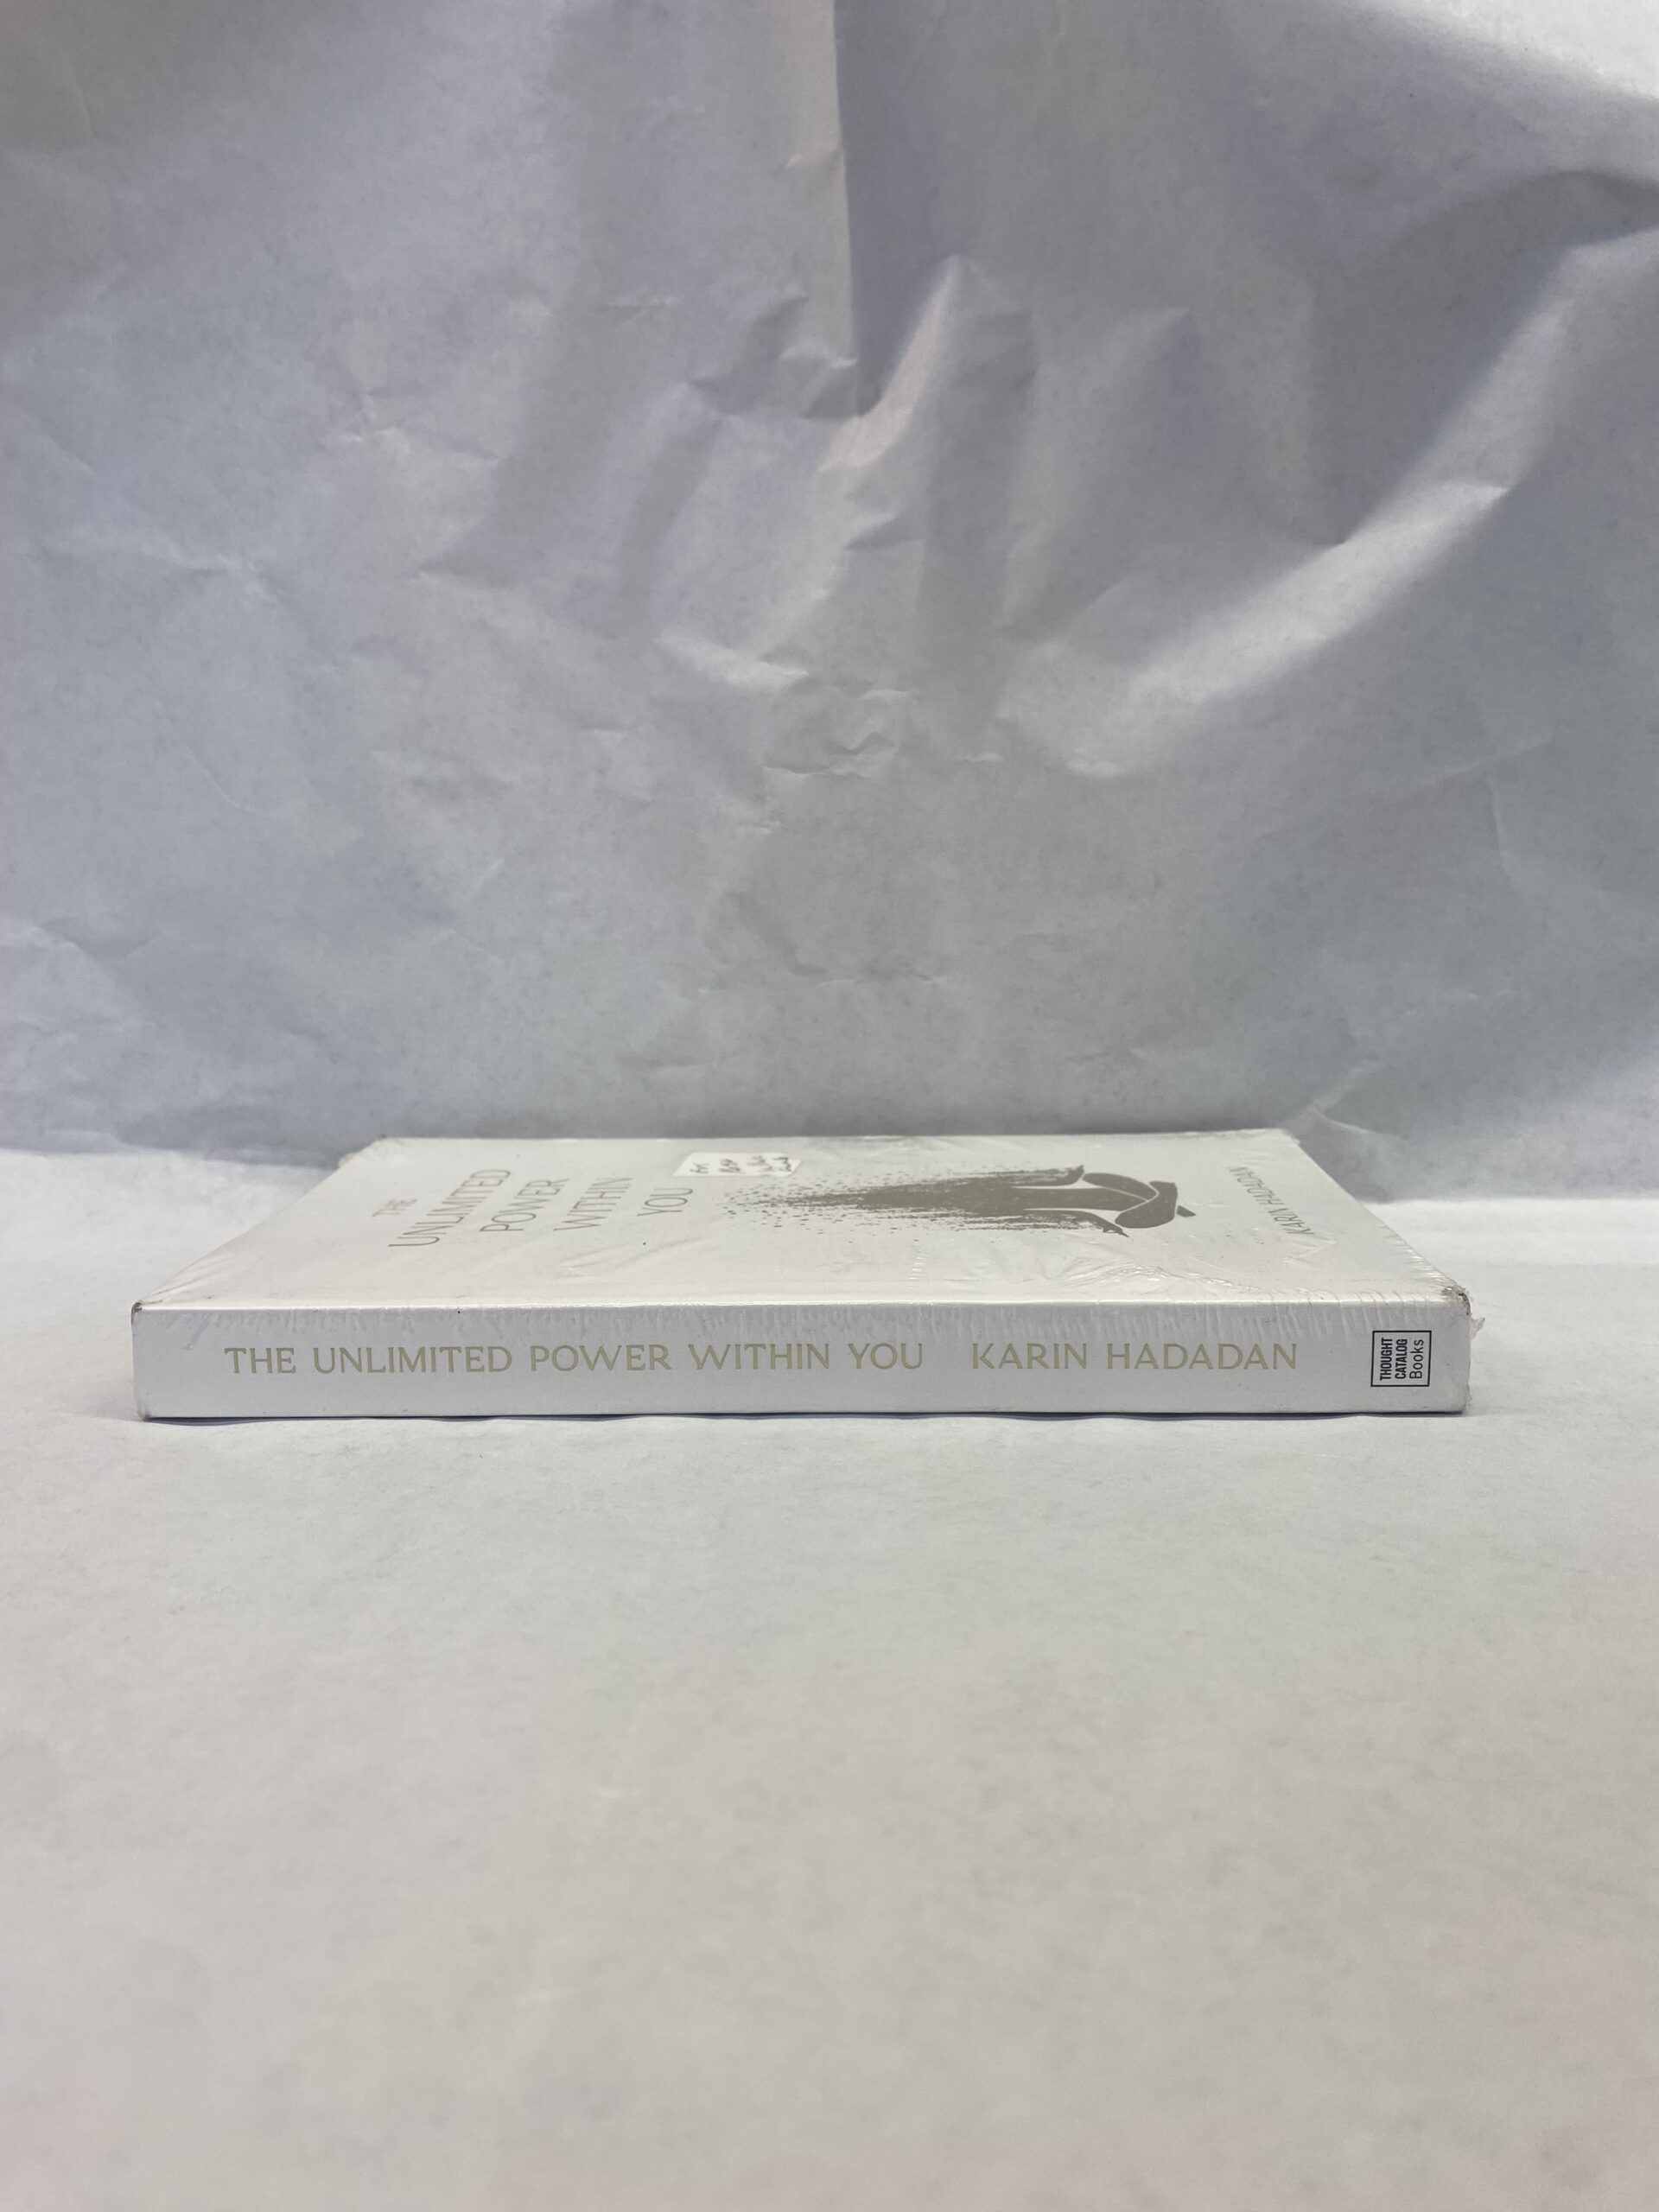 THE
UNLIMITED
POWER
WITHIN
YOU
KARIN HADADAN
THE UNLIMITED POWER WITHIN YOU KARIN HADADAN
THOUGHT
CATALOG
Books